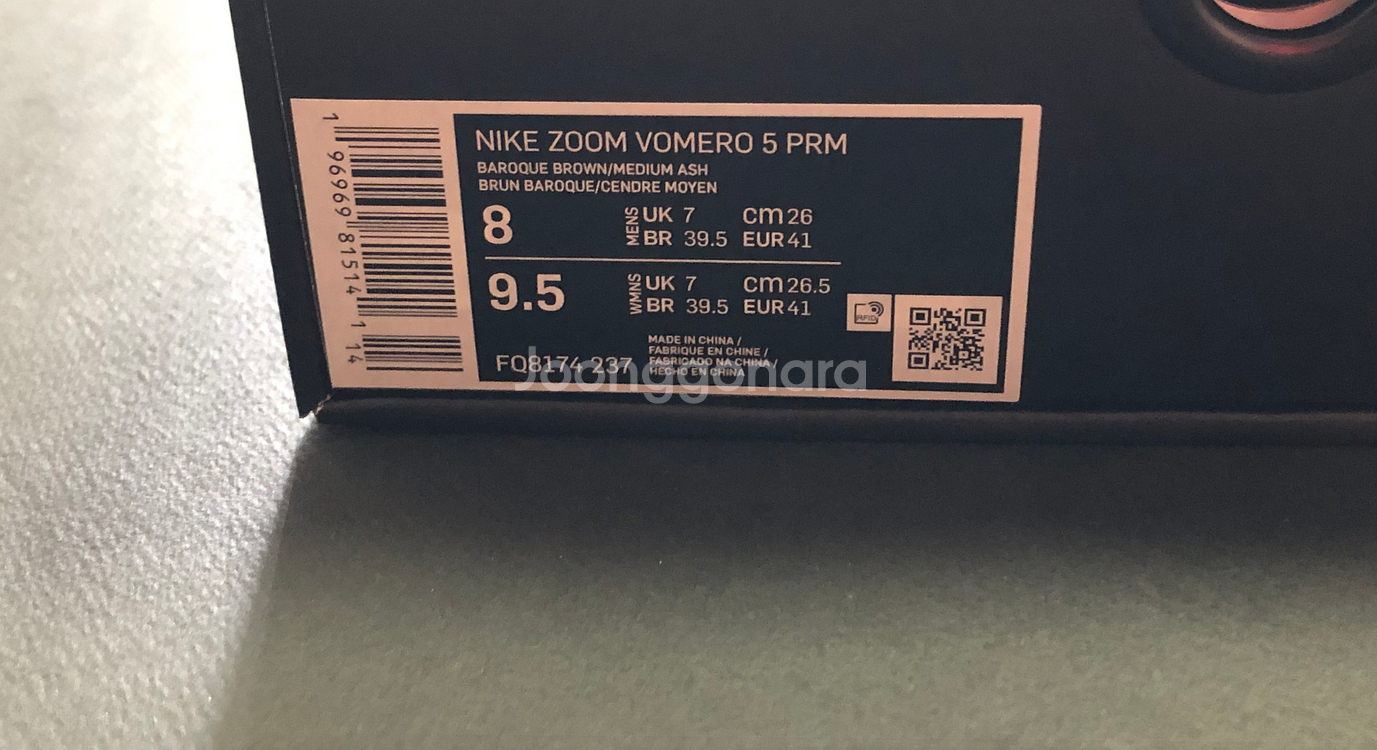 NIKE ZOOM VOMERO 5 PRM
BAROQUE BROWN/MEDIUM ASH
BRUN BAROQUE/CENDRE MOYEN
8 MENS UK 7 cm 26
BR 39.5 EUR 41
9.5 WMNS UK 7 cm 26.5
BR 39.5 EUR 41
RFID
MADE IN CHINA /
FABRIQUE EN CHINE /
FABRICADO NA CHINA /
HECHO EN CHINA
FQ8174-237
1 96969 81514 1 14
Joonggonara